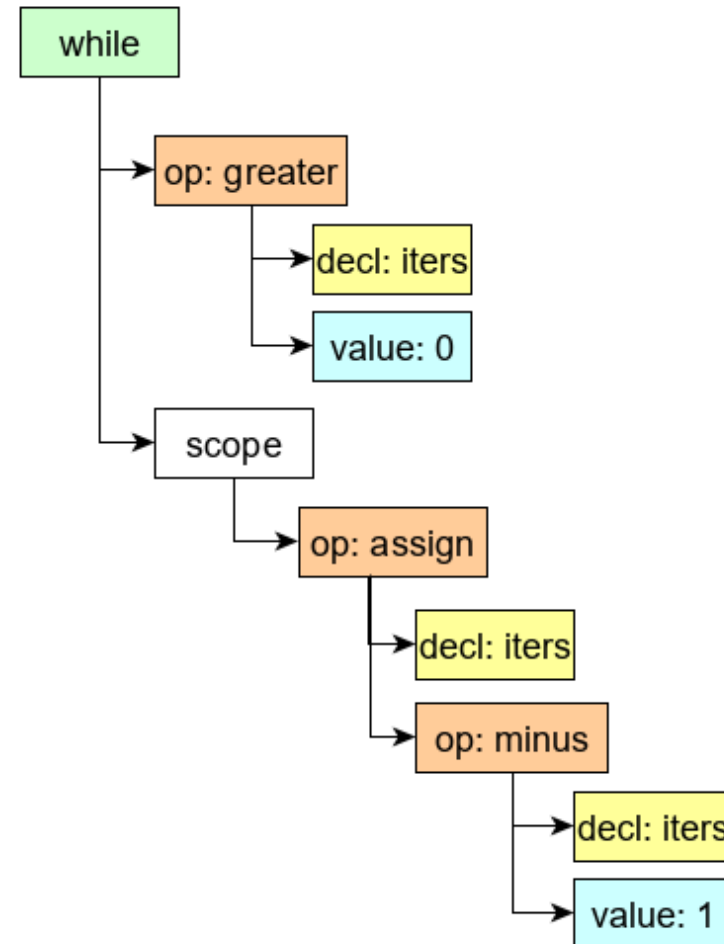 while
op: greater
decl: iters
value: 0
scope
op: assign
decl: iters
op: minus
decl: iters
value: 1